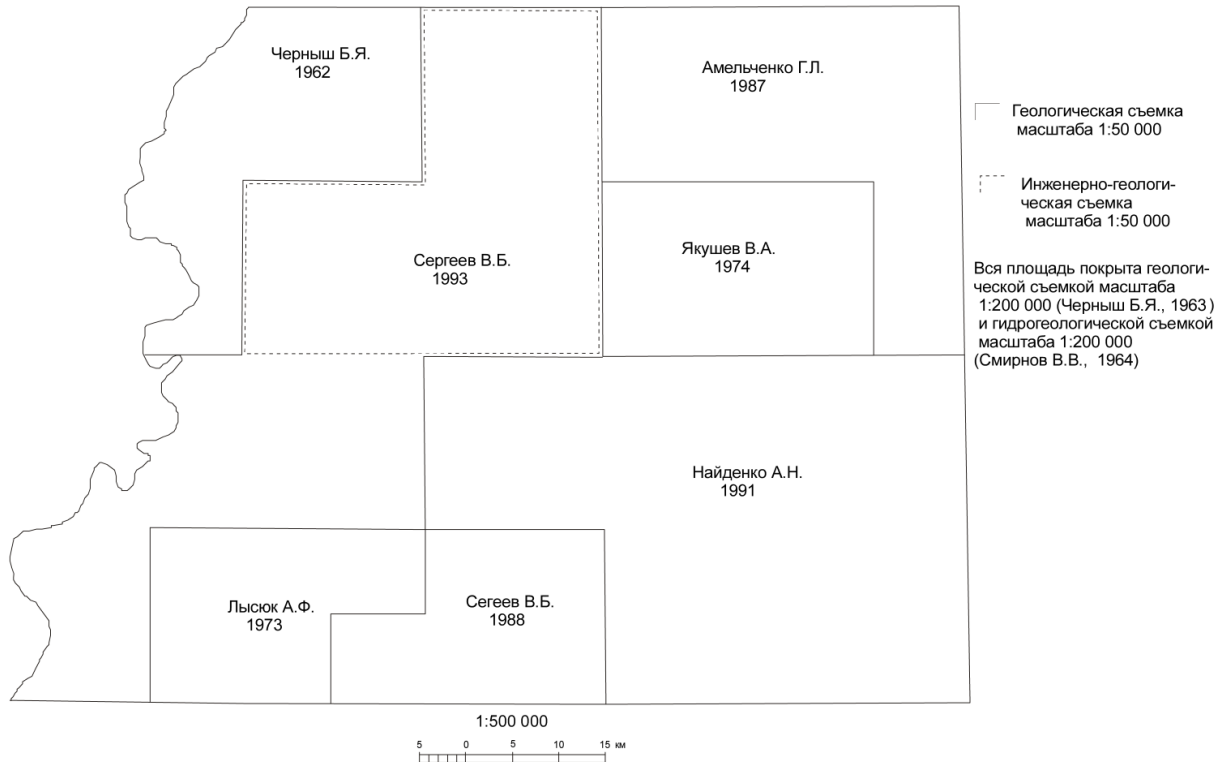 Черныш Б.Я.
1962
Амельченко Г.Л.
1987
Сергеев В.Б.
1993
Якушев В.А.
1974
Найденко А.Н.
1991
Лысюк А.Ф.
1973
Сегеев В.Б.
1988
Геологическая съемка
масштаба 1:50 000
Инженерно-геологи-
ческая съемка
масштаба 1:50 000
Вся площадь покрыта геологи-
ческой съемкой масштаба
1:200 000 (Черныш Б.Я., 1963 )
и гидрогеологической съемкой
масштаба 1:200 000
(Смирнов В.В., 1964)
1:500 000
5 0 5 10 15 км